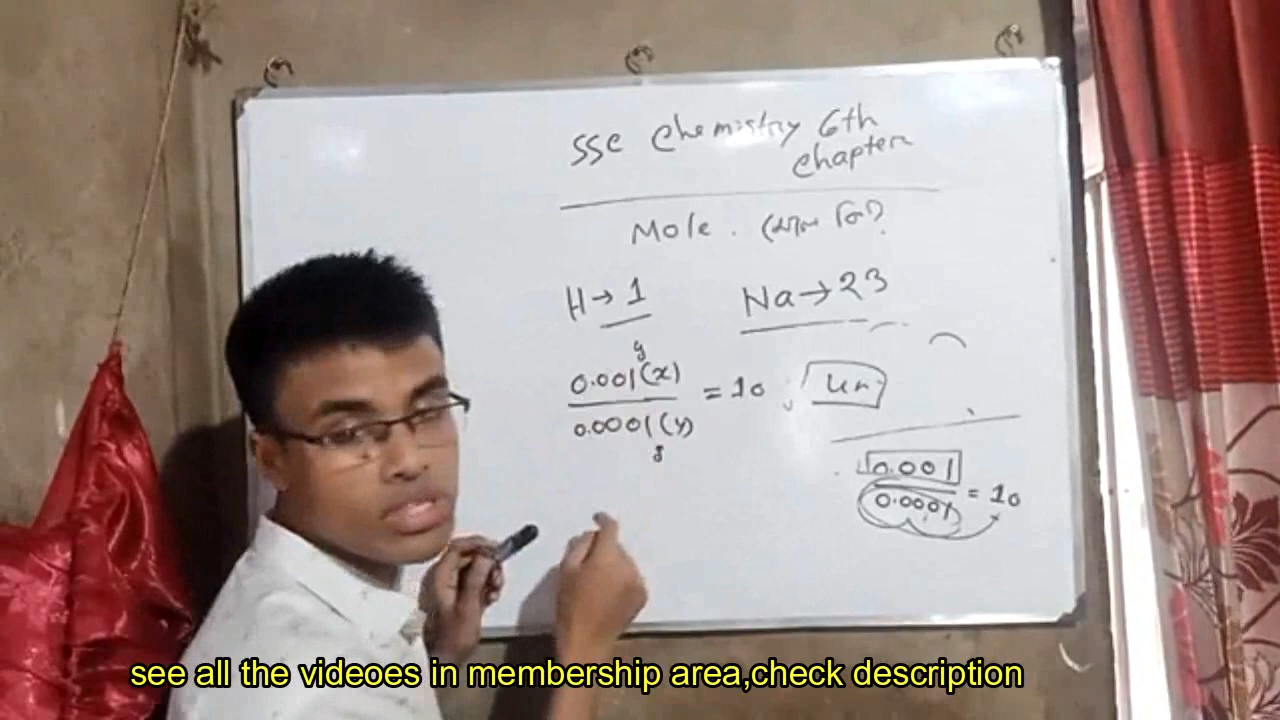 SSC Chemistry 6th
chapter
Mole. (মোল কি?)
H → 1
Na → 23
g
0.001(x)
0.0001(y)
= 10
g
0.001
0.0001
= 10
see all the videoes in membership area,check description